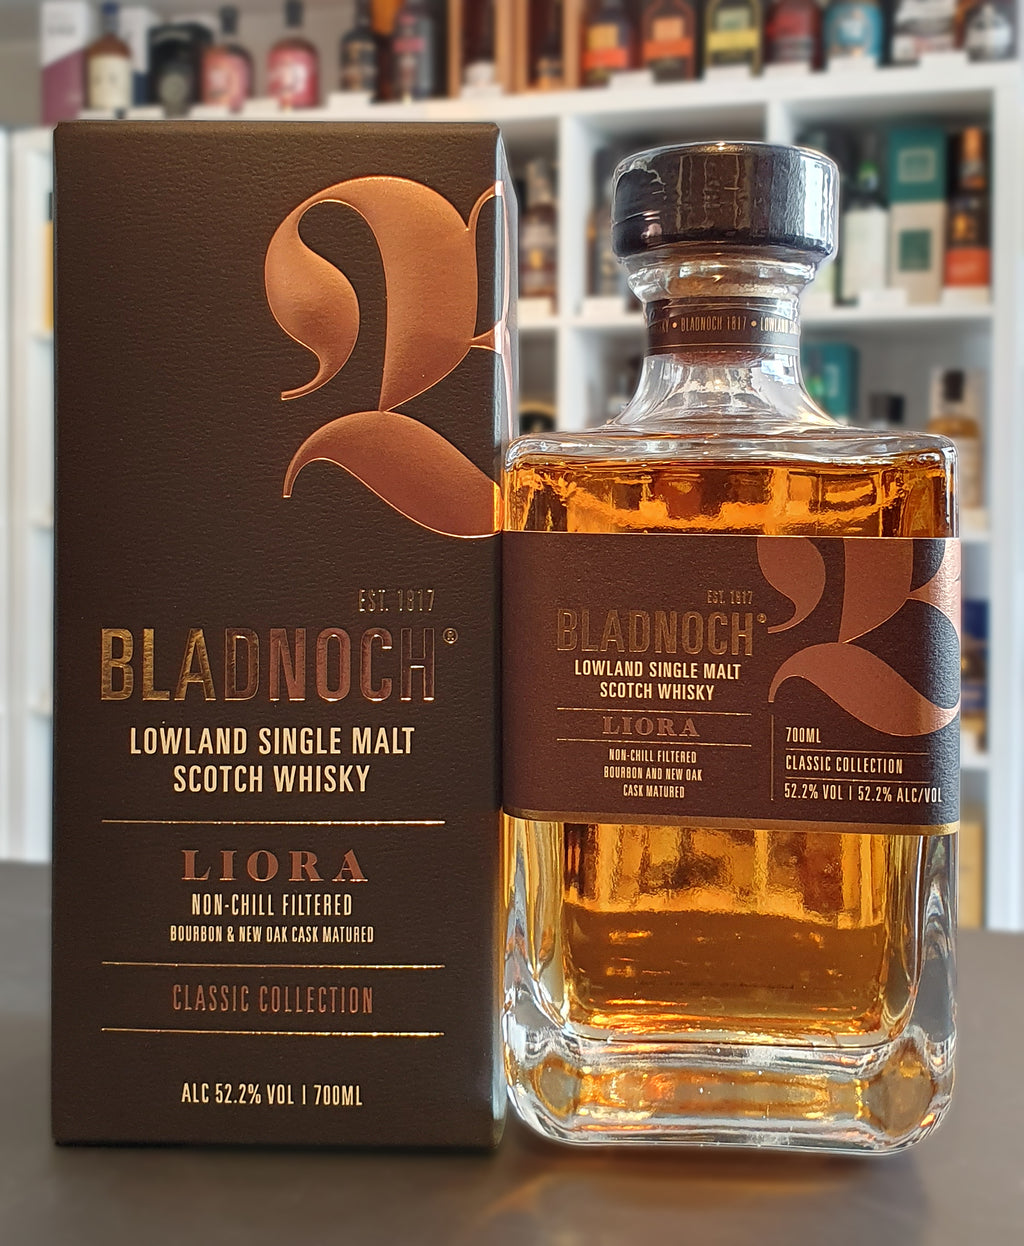 EST. 1817
BLADNOCH®
LOWLAND SINGLE MALT
SCOTCH WHISKY
LIORA
NON-CHILL FILTERED
BOURBON & NEW OAK CASK MATURED
CLASSIC COLLECTION
ALC 52.2% VOL | 700ML
• BLADNOCH 1817 • LOWLAND
EST. 1817
BLADNOCH®
LOWLAND SINGLE MALT
SCOTCH WHISKY
LIORA
NON-CHILL FILTERED
BOURBON AND NEW OAK
CASK MATURED
700ML
CLASSIC COLLECTION
52.2% VOL | 52.2% ALC/VOL